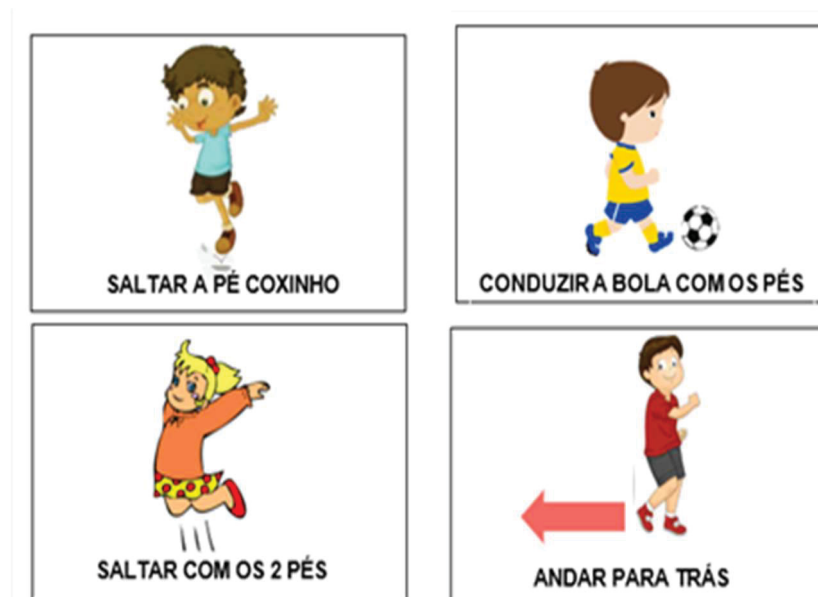 SALTAR A PÉ COXINHO
CONDUZIR A BOLA COM OS PÉS
SALTAR COM OS 2 PÉS
ANDAR PARA TRÁS